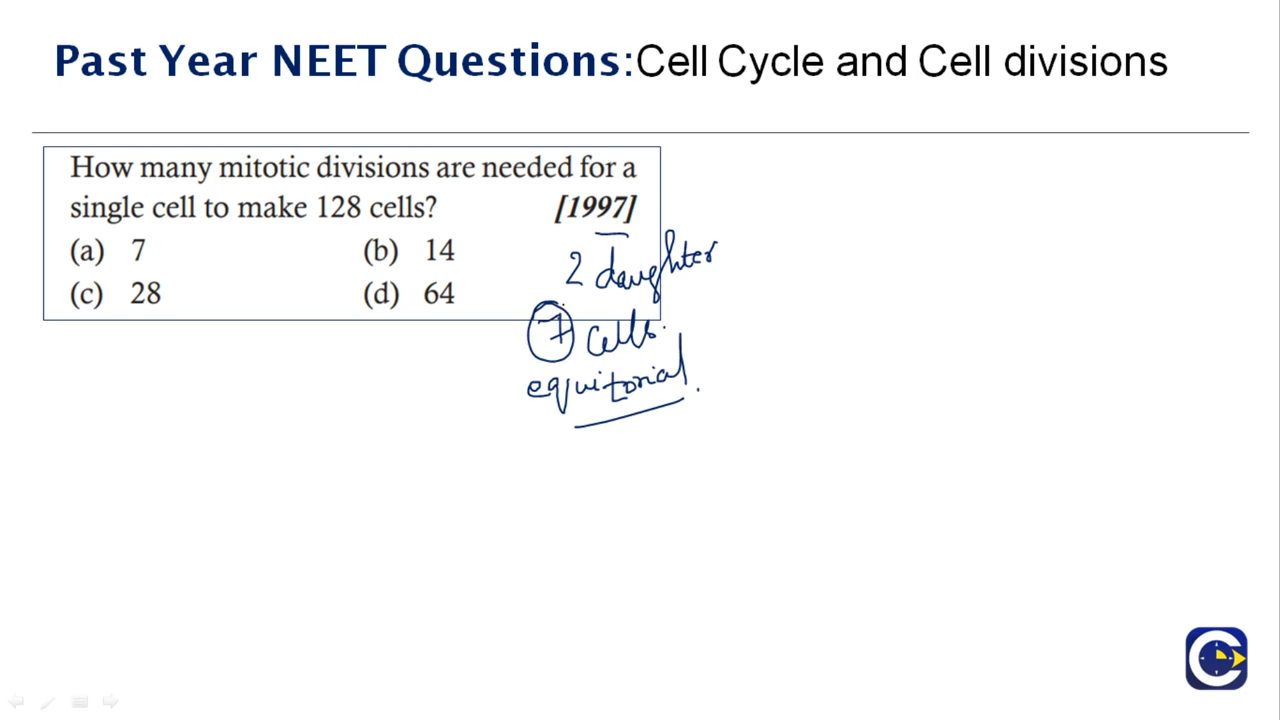 Past Year NEET Questions:Cell Cycle and Cell divisions
How many mitotic divisions are needed for a
single cell to make 128 cells? [1997]
(a) 7 (b) 14
(c) 28 (d) 64
2 daughter
7 cells.
equitorial.